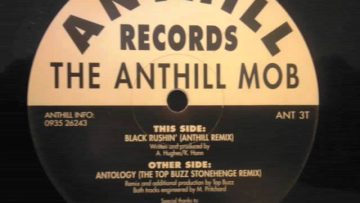 ANTHILL
RECORDS
THE ANTHILL MOB
ANTHILL INFO:
0935 26243
ANT 3T
THIS SIDE:
BLACK RUSHIN' (ANTHILL REMIX)
Written and produced by
A. Hughes/K. Hann
OTHER SIDE:
ANTOLOGY (THE TOP BUZZ STONEHENGE REMIX)
Remix and additional production by Top Buzz
Both tracks engineered by M. Pritchard
Special thanks to